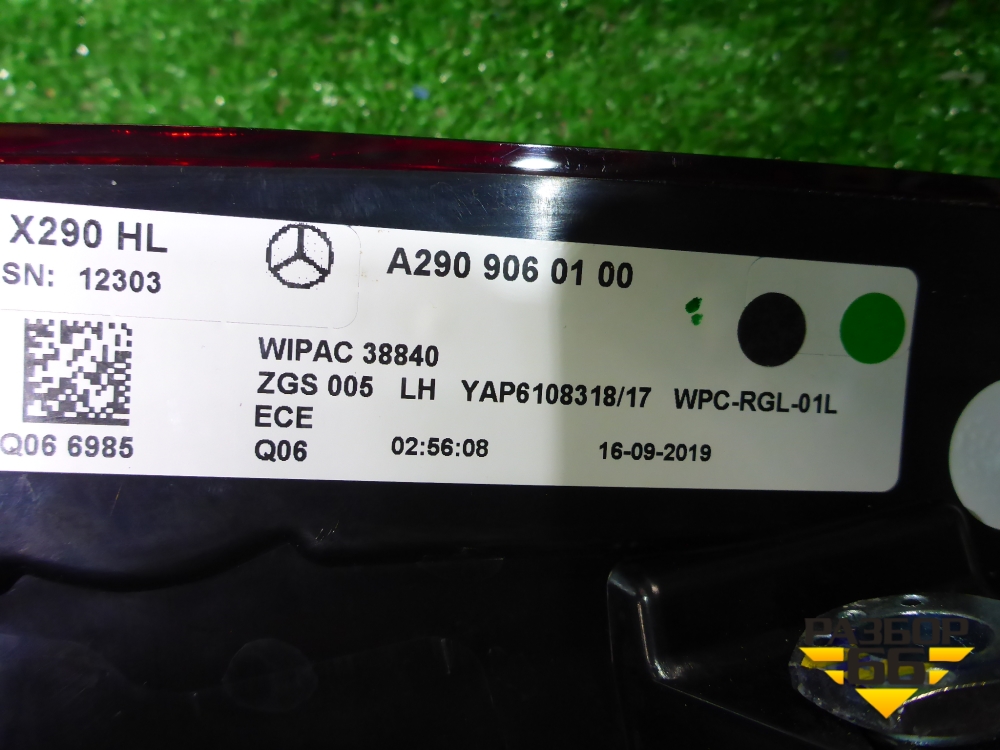 X290 HL
SN: 12303
A290 906 01 00
WIPAC 38840
ZGS 005 LH YAP6108318/17 WPC-RGL-01L
ECE
Q06 6985
Q06 02:56:08 16-09-2019
РАЗБОР
66